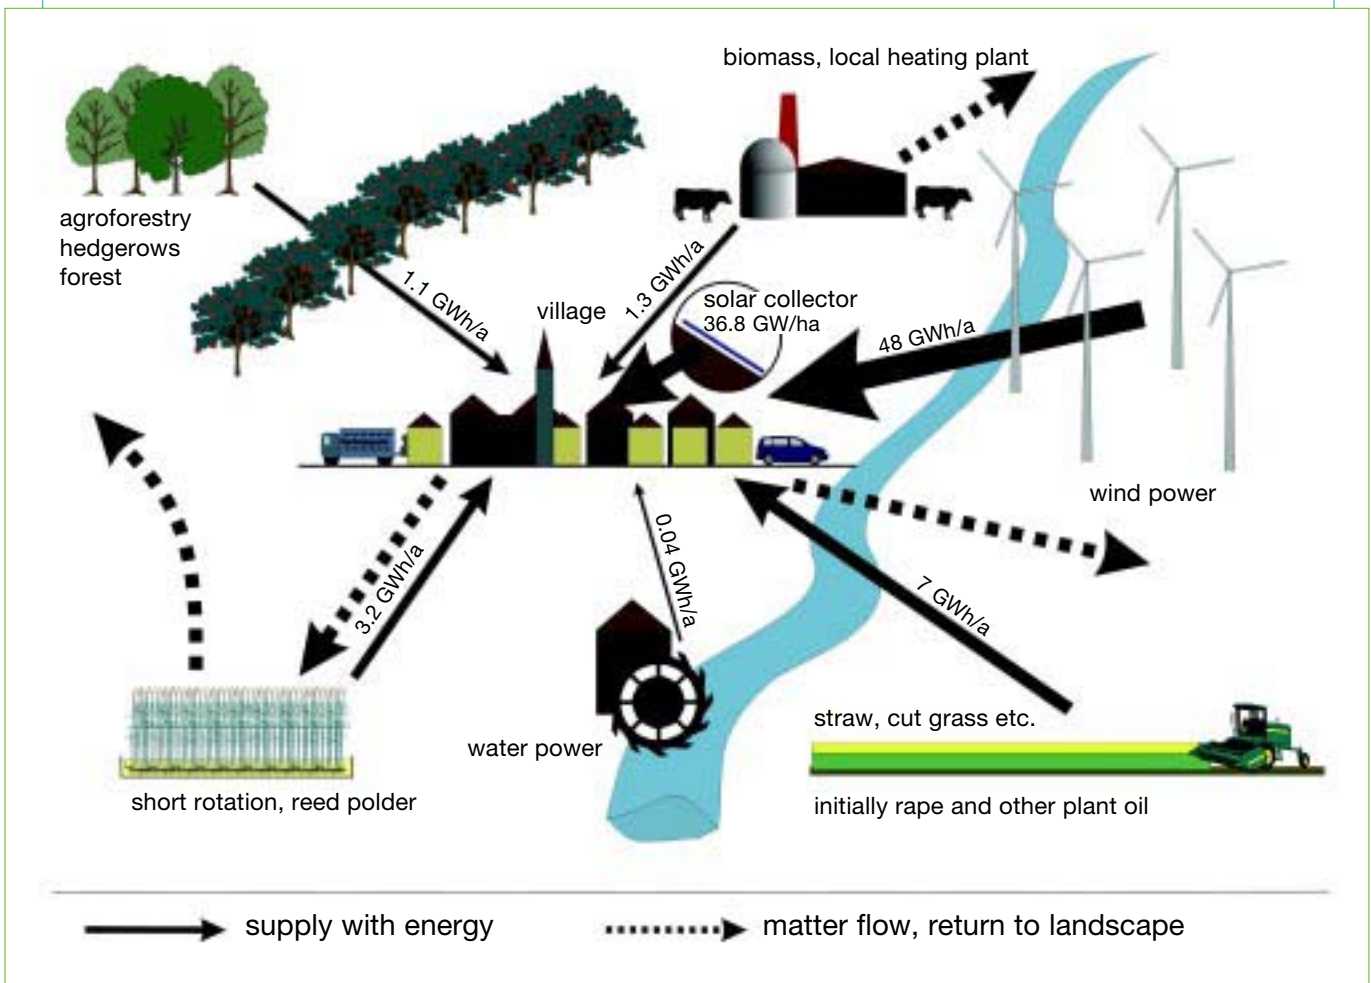 biomass, local heating plant
agroforestry
hedgerows
forest
1.1 GWh/a
village
1.3 GWh/a
solar collector
36.8 GW/ha
48 GWh/a
wind power
3.2 GWh/a
0.04 GWh/a
7 GWh/a
water power
straw, cut grass etc.
short rotation, reed polder
initially rape and other plant oil
supply with energy
matter flow, return to landscape